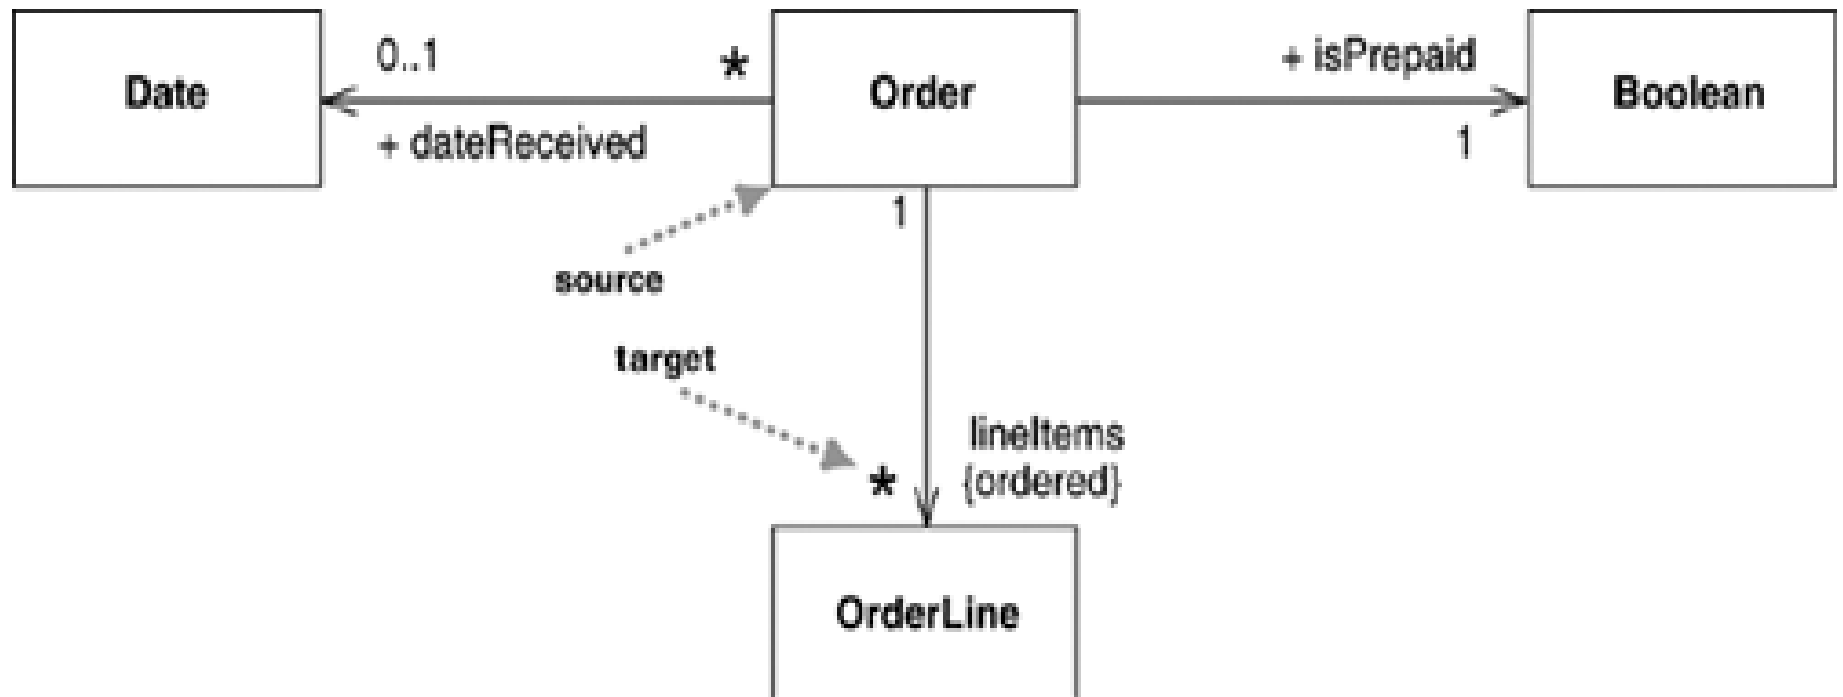 0..1
*
+ isPrepaid
Date
Order
Boolean
+ dateReceived
1
1
source
target
lineItems
*
{ordered}
OrderLine